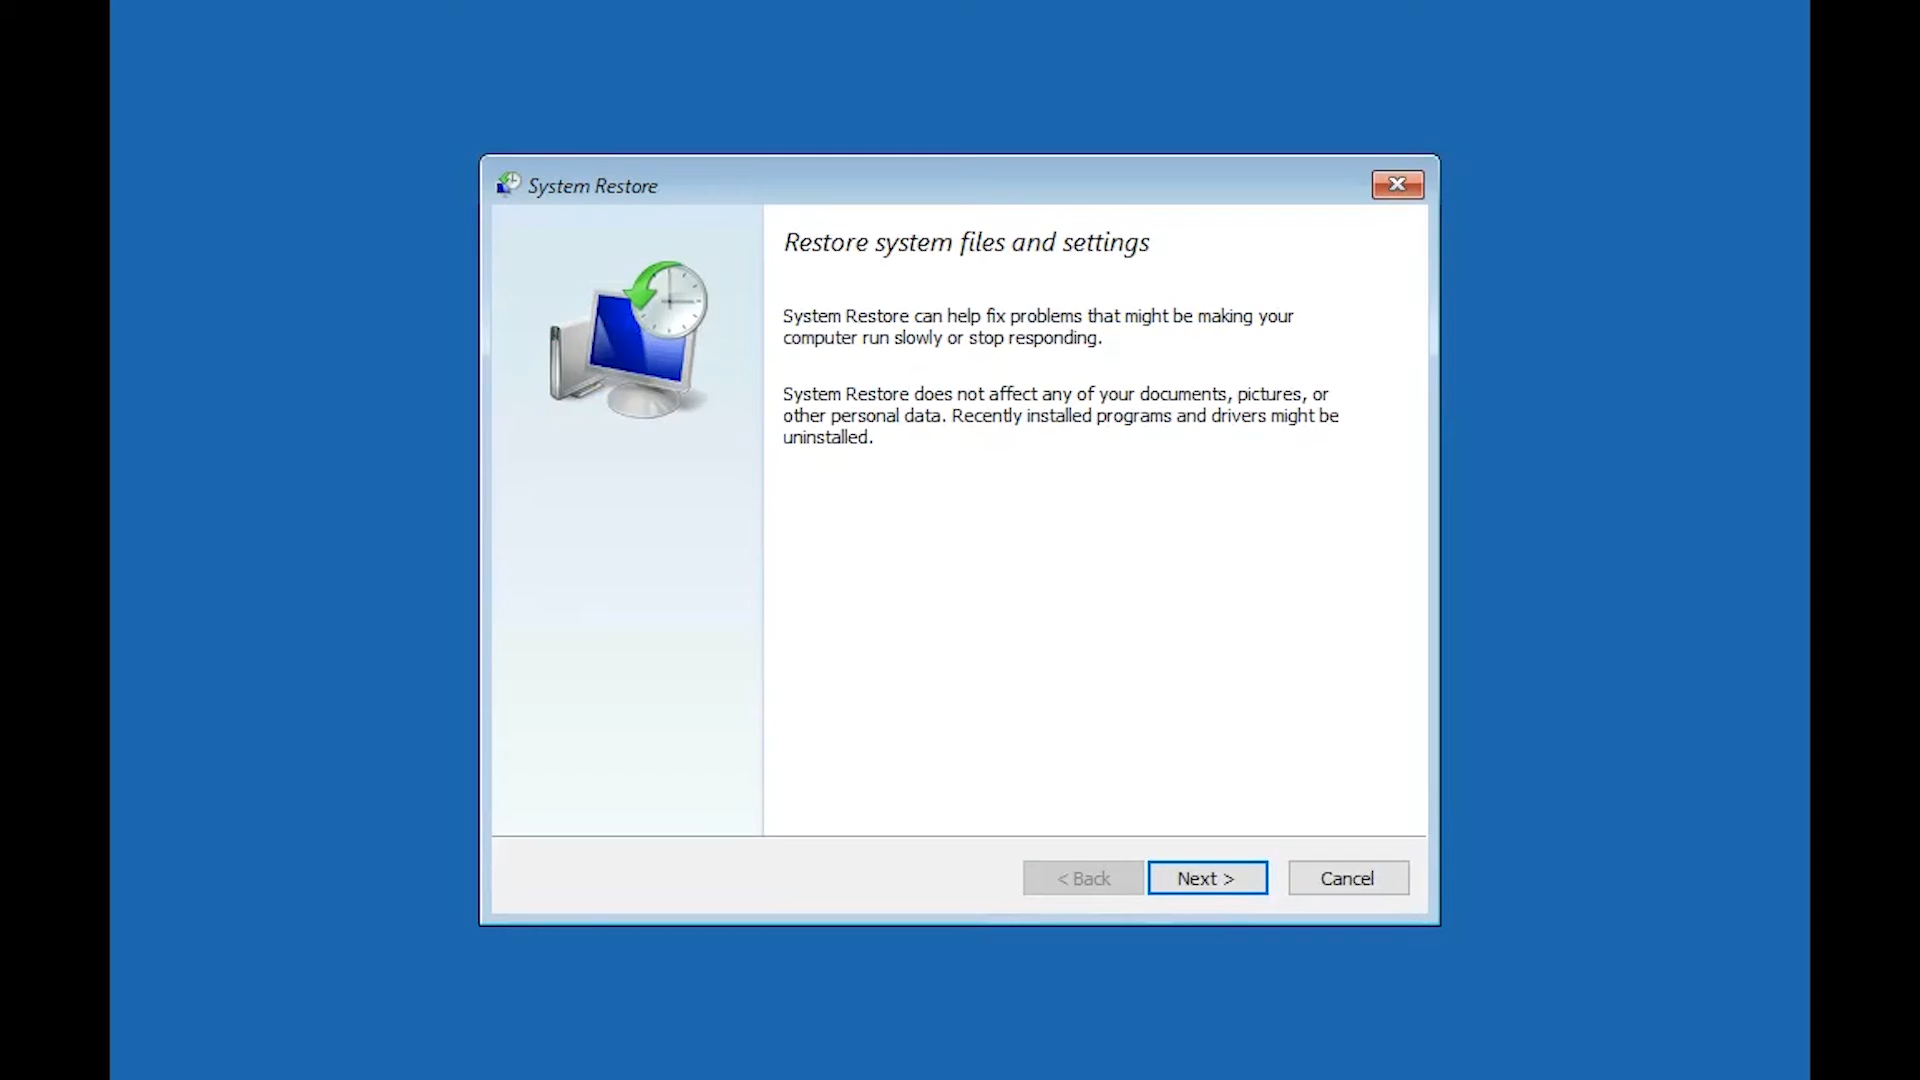 System Restore
Restore system files and settings
System Restore can help fix problems that might be making your
computer run slowly or stop responding.
System Restore does not affect any of your documents, pictures, or
other personal data. Recently installed programs and drivers might be
uninstalled.
< Back
Next >
Cancel